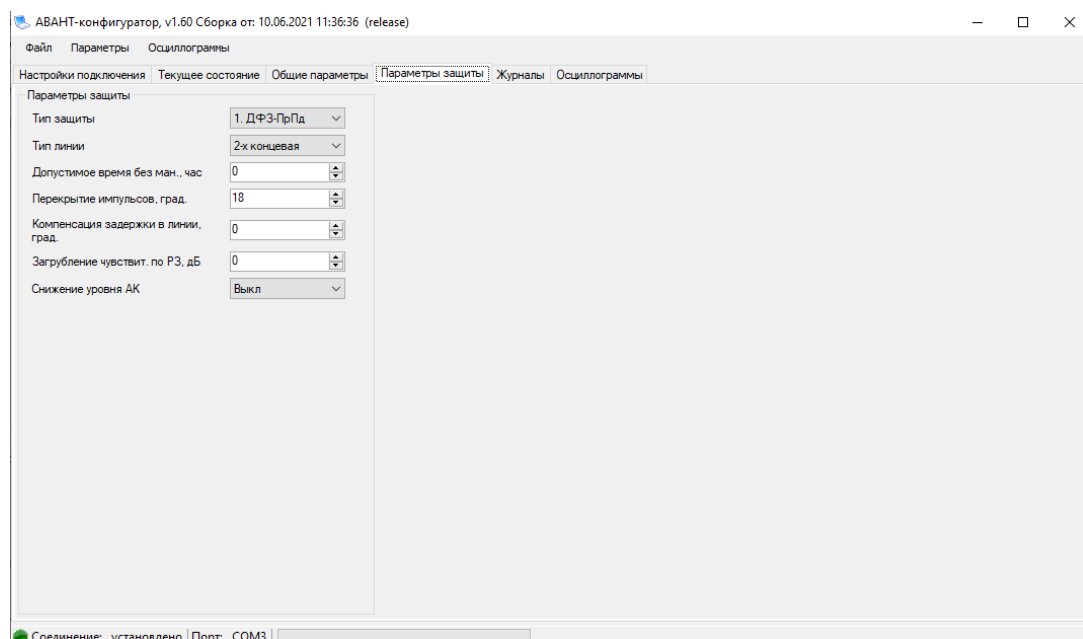 АВАНТ-конфигуратор, v1.60 Сборка от: 10.06.2021 11:36:36 (release)
Файл Параметры Осциллограммы
Настройки подключения Текущее состояние Общие параметры Параметры защиты Журналы Осциллограммы
Параметры защиты
Тип защиты 1. ДФЗ-ПрПд
Тип линии 2-х концевая
Допустимое время без ман., час 0
Перекрытие импульсов, град. 18
Компенсация задержки в линии, град. 0
Загрубление чувствит. по РЗ, дБ 0
Снижение уровня АК Выкл
Соединение: установлено Порт: COM3